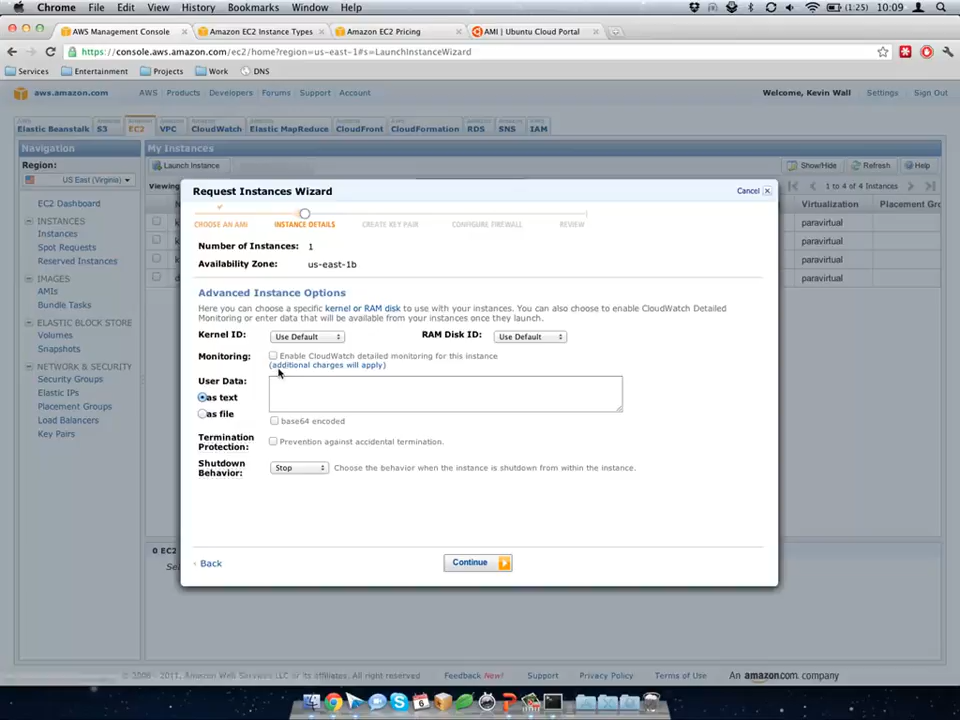 Chrome File Edit View History Bookmarks Window Help (1:25) 10:09
AWS Management Console Amazon EC2 Instance Types Amazon EC2 Pricing AMI | Ubuntu Cloud Portal
https://console.aws.amazon.com/ec2/home?region=us-east-1#s=LaunchInstanceWizard
Services Entertainment Projects Work DNS
aws.amazon.com AWS Products Developers Forums Support Account Welcome, Kevin Wall Settings Sign Out
Elastic Beanstalk S3 EC2 VPC CloudWatch Elastic MapReduce CloudFront CloudFormation RDS SNS IAM
Navigation
Region:
US East (Virginia)
EC2 Dashboard
INSTANCES
Instances
Spot Requests
Reserved Instances
IMAGES
AMIs
Bundle Tasks
ELASTIC BLOCK STORE
Volumes
Snapshots
NETWORK & SECURITY
Security Groups
Elastic IPs
Placement Groups
Load Balancers
Key Pairs
My Instances
Launch Instance Show/Hide Refresh Help
Viewing 1 to 4 of 4 Instances
Virtualization Placement Gro
paravirtual
paravirtual
paravirtual
paravirtual
Request Instances Wizard Cancel
CHOOSE AN AMI INSTANCE DETAILS CREATE KEY PAIR CONFIGURE FIREWALL REVIEW
Number of Instances: 1
Availability Zone: us-east-1b
Advanced Instance Options
Here you can choose a specific kernel or RAM disk to use with your instances. You can also choose to enable CloudWatch Detailed
Monitoring or enter data that will be available from your instances once they launch.
Kernel ID: Use Default RAM Disk ID: Use Default
Monitoring: Enable CloudWatch detailed monitoring for this instance
(additional charges will apply)
User Data:
as text
as file
base64 encoded
Termination
Protection: Prevention against accidental termination.
Shutdown
Behavior: Stop Choose the behavior when the instance is shutdown from within the instance.
Back Continue
0 EC2
Se
© 2008 - 2011, Amazon Web Services LLC or its affiliates. All right reserved. Feedback New! Support Privacy Policy Terms of Use An amazon.com company